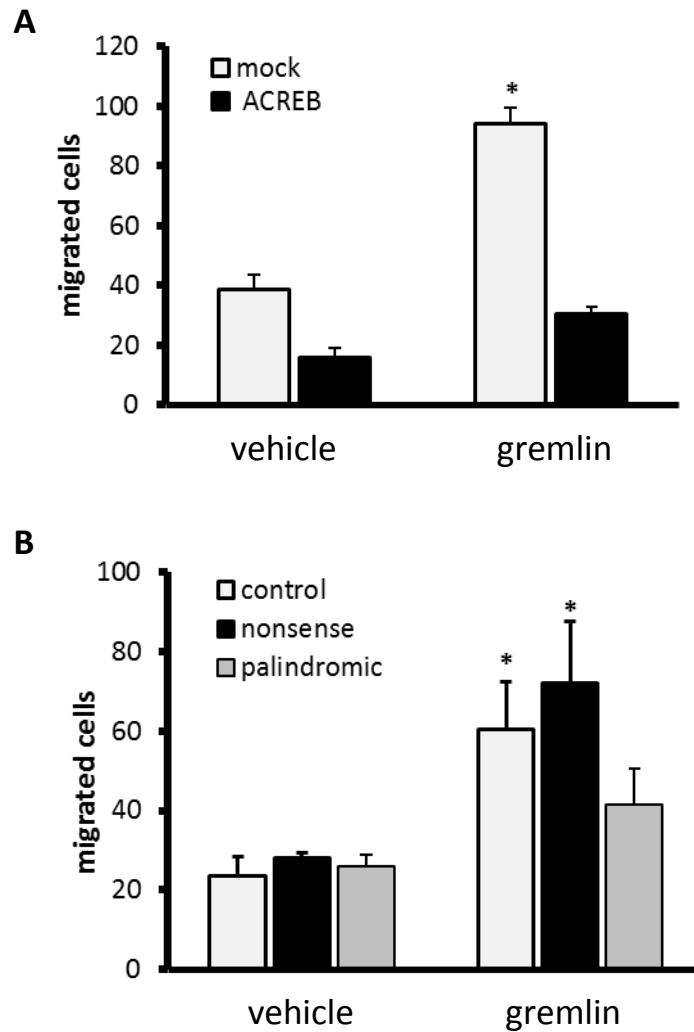 A
120
mock
*
ACREB
100
80
60
40
20
0
migrated cells
vehicle gremlin
B
100
control
*
nonsense
*
palindromic
80
60
40
20
0
migrated cells
vehicle gremlin